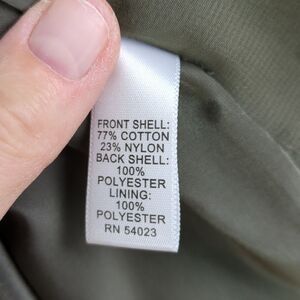 FRONT SHELL:
77% COTTON
23% NYLON
BACK SHELL:
100%
POLYESTER
LINING:
100%
POLYESTER
RN 54023